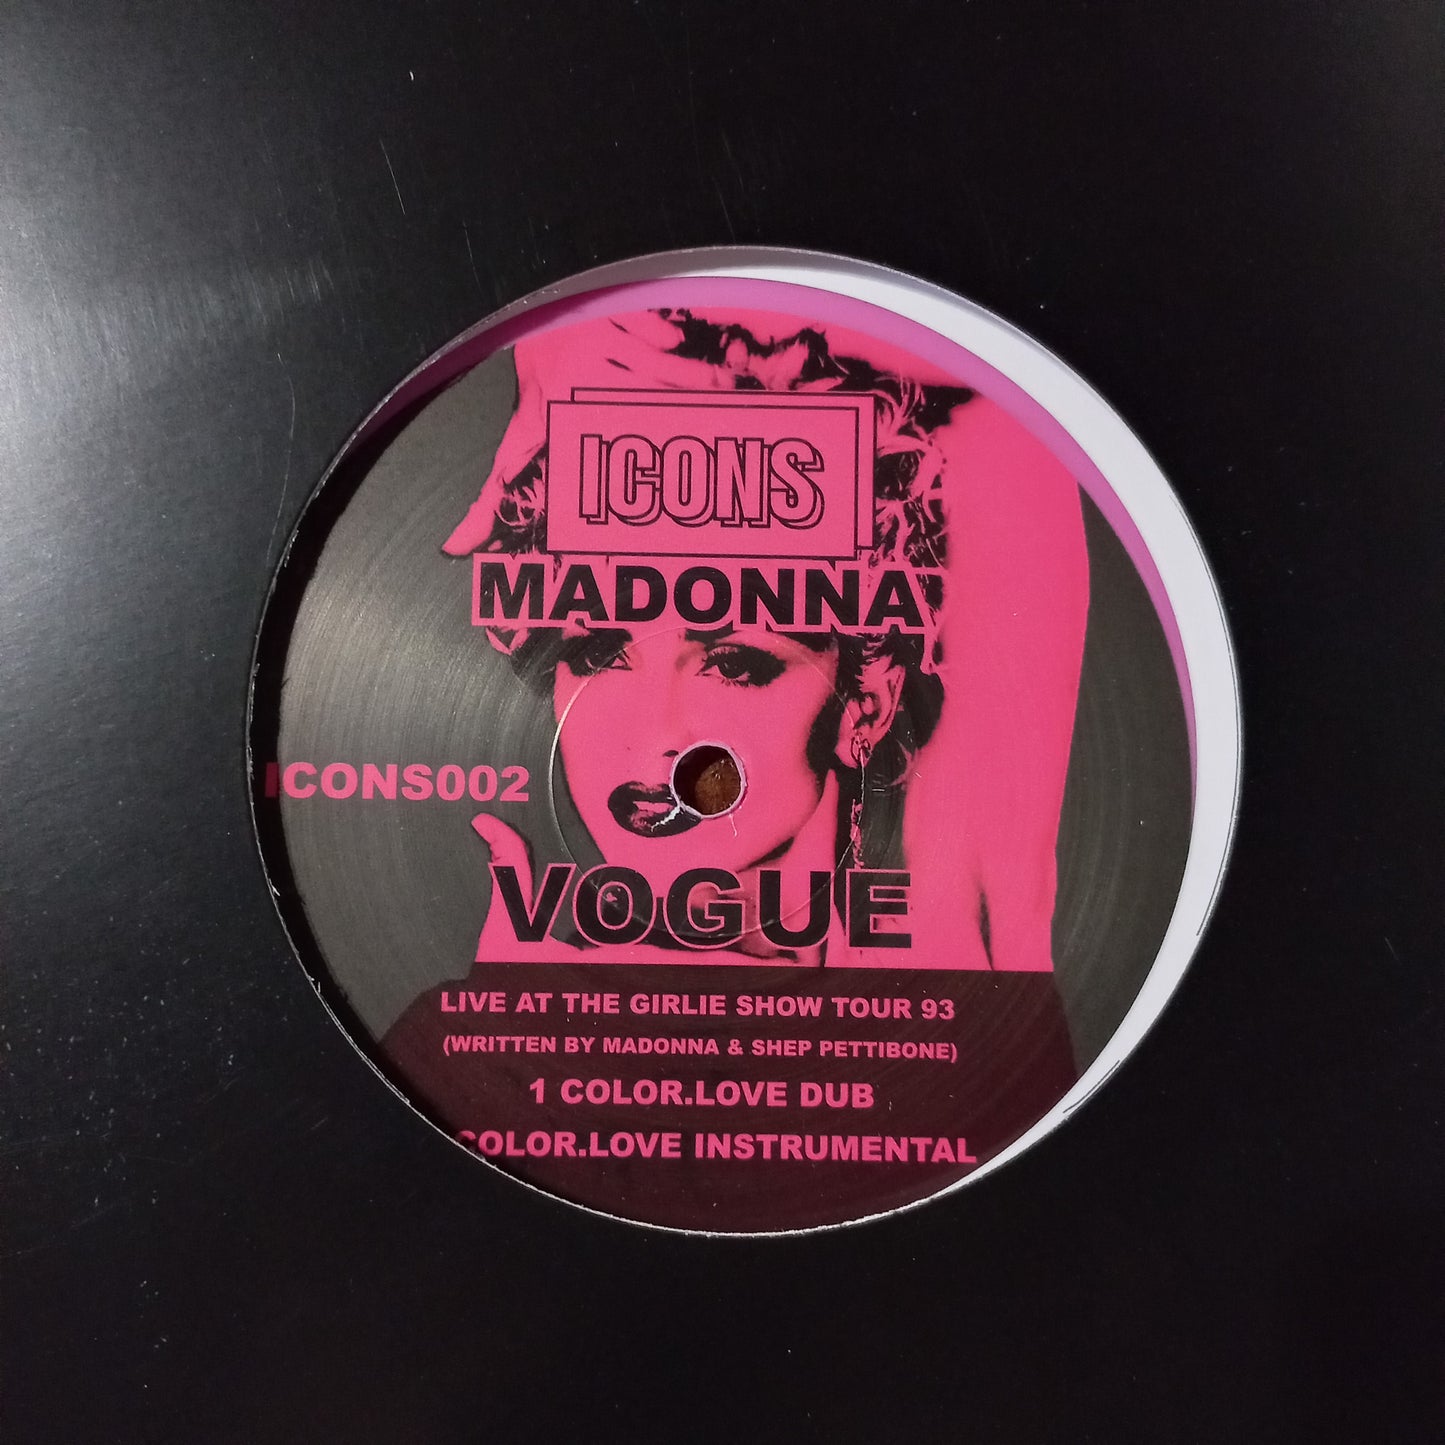 ICONS
MADONNA
ICONS002
VOGUE
LIVE AT THE GIRLIE SHOW TOUR 93
(WRITTEN BY MADONNA & SHEP PETTIBONE)
1 COLOR.LOVE DUB
COLOR.LOVE INSTRUMENTAL